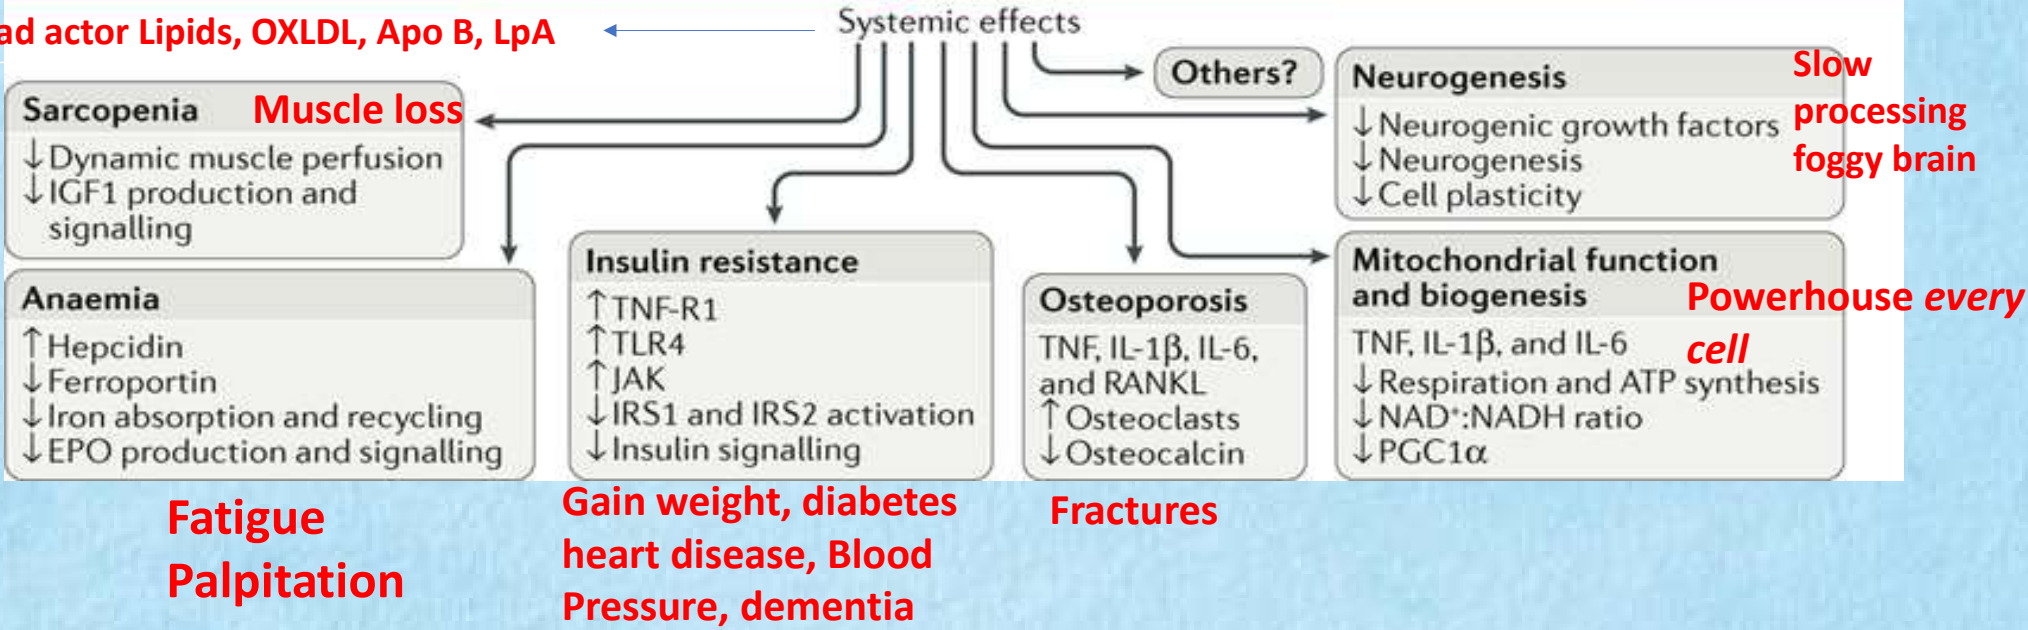 ad actor Lipids, OXLDL, Apo B, LpA
Systemic effects
Others?
Sarcopenia
Muscle loss
↓Dynamic muscle perfusion
↓IGF1 production and
signalling
Neurogenesis
↓Neurogenic growth factors
↓Neurogenesis
↓Cell plasticity
Slow
processing
foggy brain
Anaemia
↑Hepcidin
↓Ferroportin
↓Iron absorption and recycling
↓EPO production and signalling
Fatigue
Palpitation
Insulin resistance
↑TNF-R1
↑TLR4
↑JAK
↓IRS1 and IRS2 activation
↓Insulin signalling
Gain weight, diabetes
heart disease, Blood
Pressure, dementia
Osteoporosis
TNF, IL-1β, IL-6,
and RANKL
↑Osteoclasts
↓Osteocalcin
Fractures
Mitochondrial function
and biogenesis
Powerhouse every
cell
TNF, IL-1β, and IL-6
↓Respiration and ATP synthesis
↓NAD⁺:NADH ratio
↓PGC1α